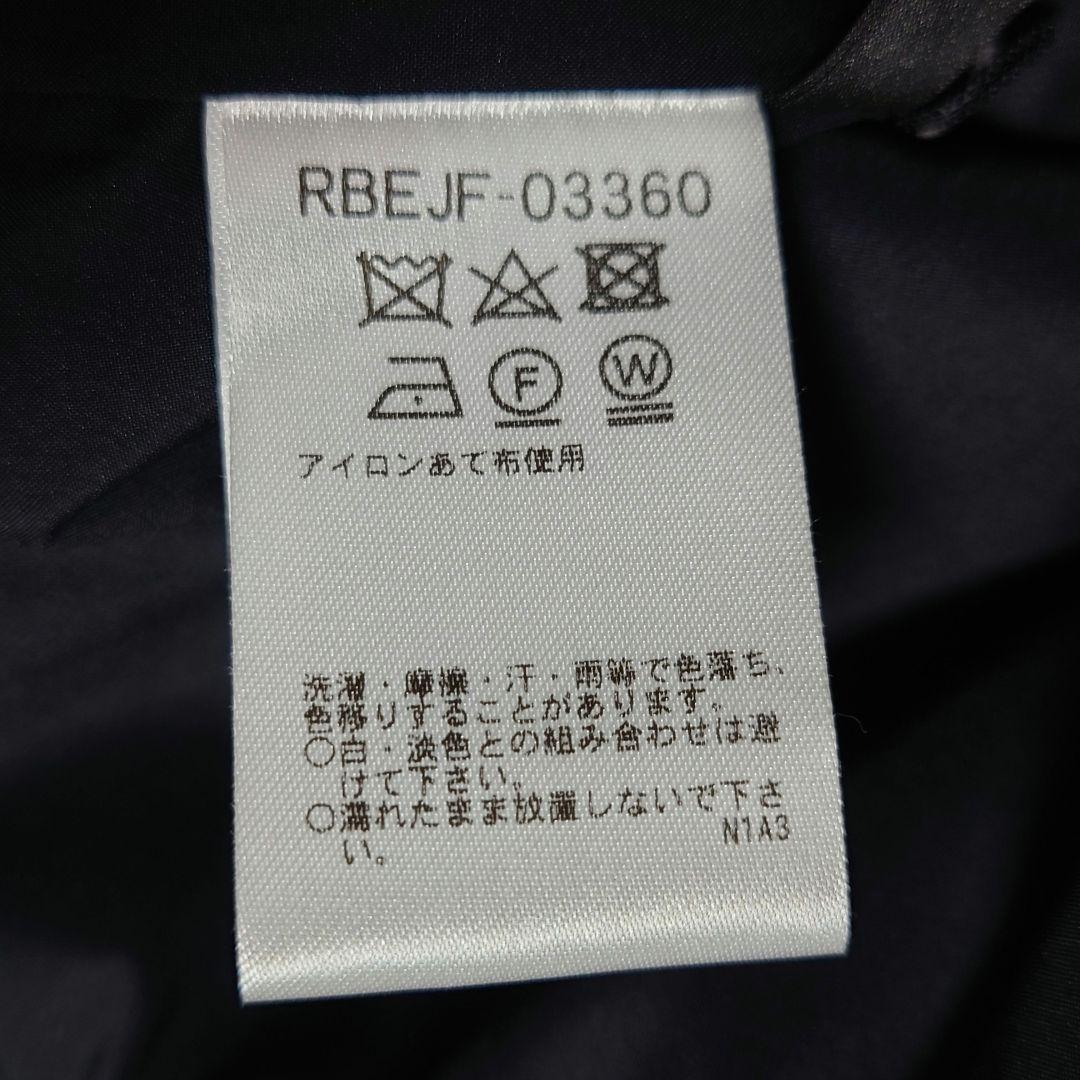 RBEJF-03360
F
W
アイロンあて布使用
洗濯・摩擦・汗・雨等で色落ち、
色移りすることがあります。
○白・淡色との組み合わせは避
けて下さい。
○濡れたまま放置しないで下さ
い。
N1A3